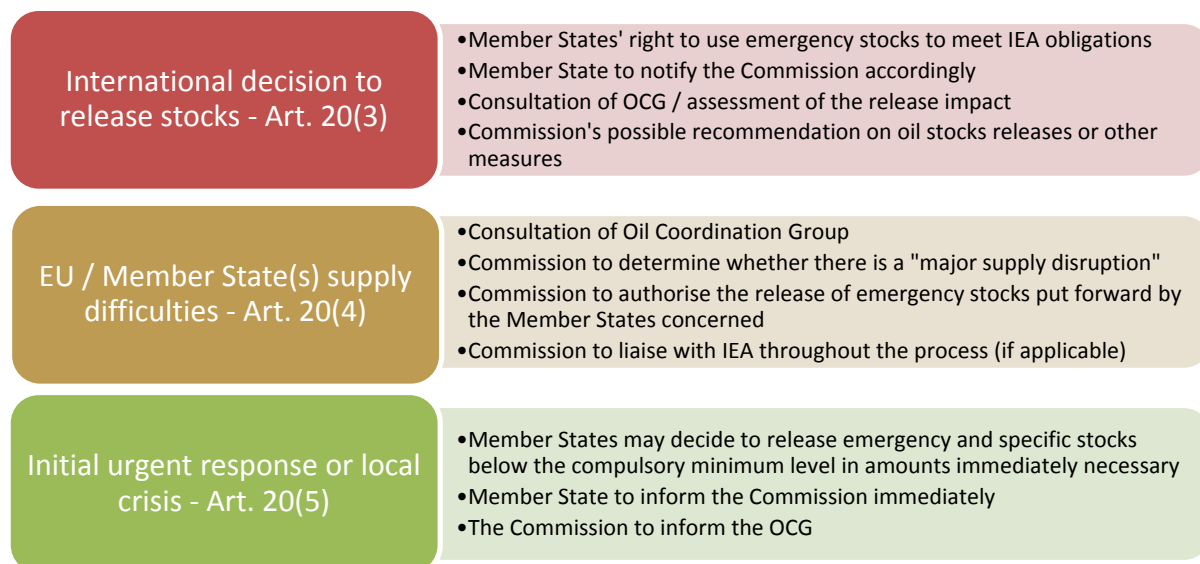 International decision to
release stocks - Art. 20(3)
•Member States' right to use emergency stocks to meet IEA obligations
•Member State to notify the Commission accordingly
•Consultation of OCG / assessment of the release impact
•Commission's possible recommendation on oil stocks releases or other
measures
EU / Member State(s) supply
difficulties - Art. 20(4)
•Consultation of Oil Coordination Group
•Commission to determine whether there is a "major supply disruption"
•Commission to authorise the release of emergency stocks put forward by
the Member States concerned
•Commission to liaise with IEA throughout the process (if applicable)
Initial urgent response or local
crisis - Art. 20(5)
•Member States may decide to release emergency and specific stocks
below the compulsory minimum level in amounts immediately necessary
•Member State to inform the Commission immediately
•The Commission to inform the OCG